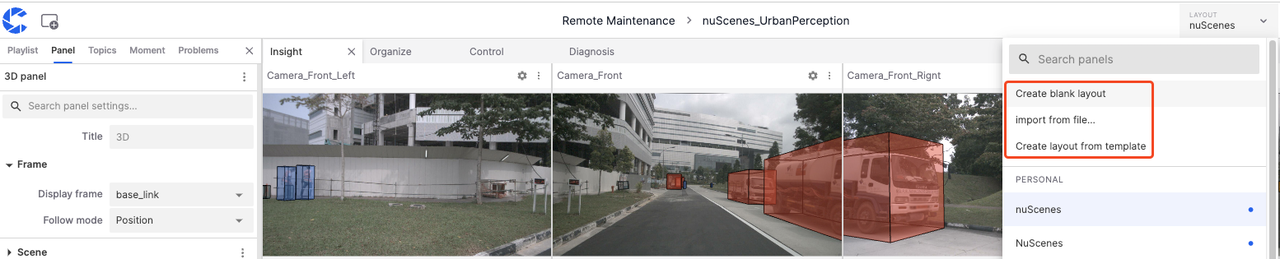 Remote Maintenance > nuScenes_UrbanPerception
LAYOUT
nuScenes
Playlist Panel Topics Moment Problems
Insight Organize Control Diagnosis
3D panel
Search panel settings...
Title 3D
Frame
Display frame base_link
Follow mode Position
Scene
Camera_Front_Left
Camera_Front
Camera_Front_Rignt
Search panels
Create blank layout
import from file...
Create layout from template
PERSONAL
nuScenes
NuScenes